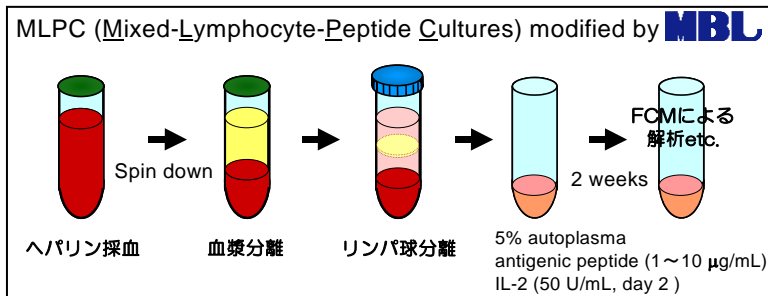 MLPC (Mixed-Lymphocyte-Peptide Cultures) modified by MBL
Spin down
FCMによる
解析etc.
2 weeks
ヘパリン採血
血漿分離
リンパ球分離
5% autoplasma
antigenic peptide (1～10 μg/mL)
IL-2 (50 U/mL, day 2 )